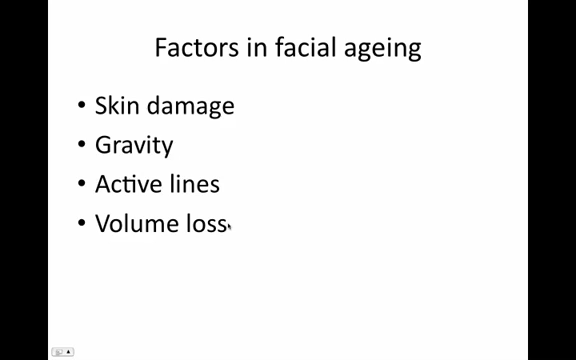 Factors in facial ageing
• Skin damage
• Gravity
• Active lines
• Volume loss